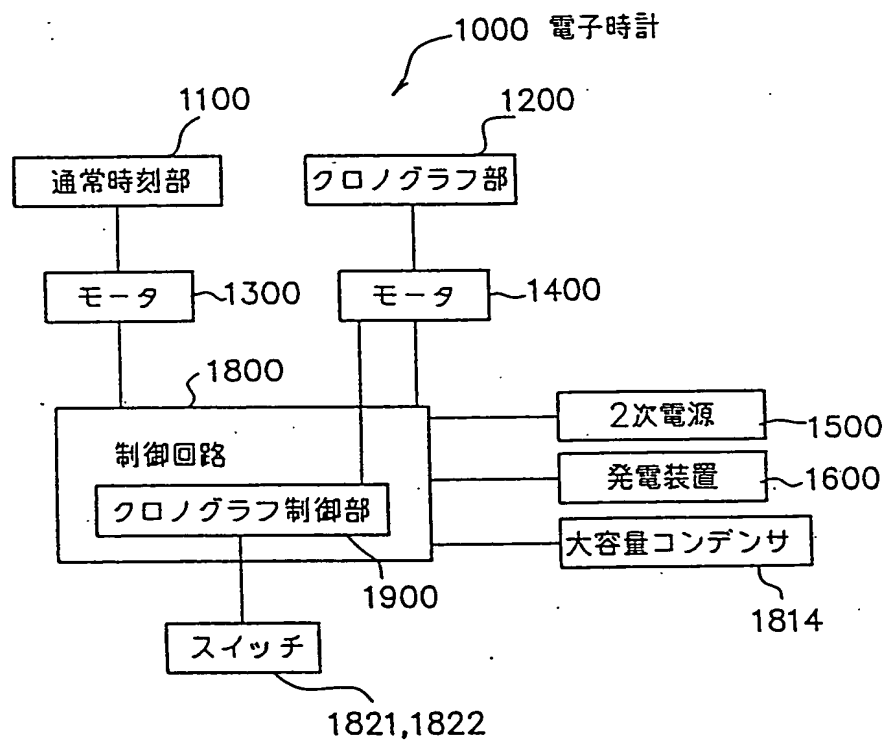 1000 電子時計
1100
1200
通常時刻部
クロノグラフ部
モータ
1300
モータ
1400
1800
2次電源
1500
制御回路
発電装置
1600
クロノグラフ制御部
大容量コンデンサ
1900
1814
スイッチ
1821,1822